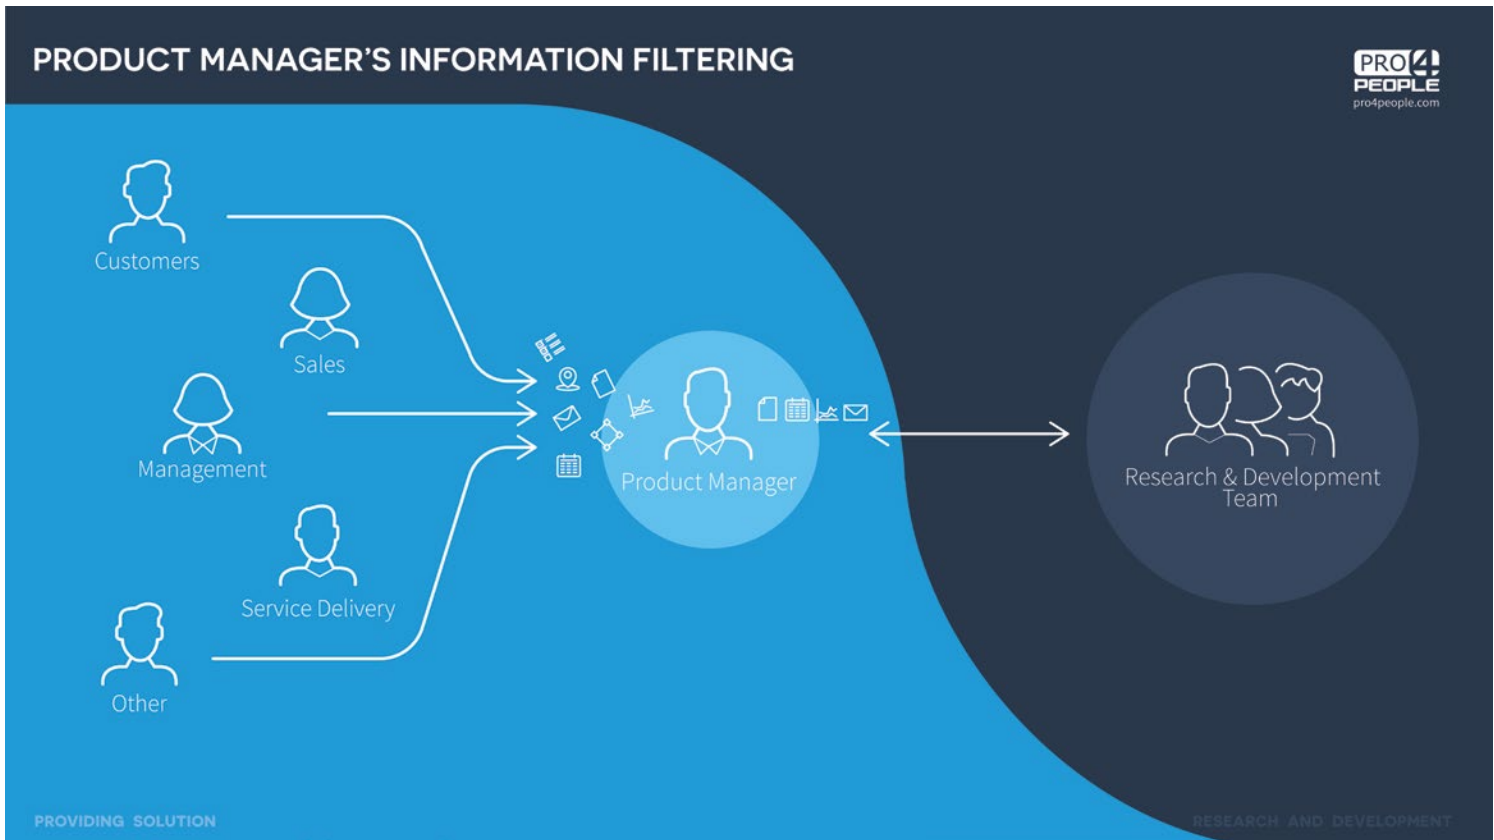 PRODUCT MANAGER'S INFORMATION FILTERING
PRO4
PEOPLE
pro4people.com
Customers
Sales
Management
Service Delivery
Other
Product Manager
Research & Development
Team
PROVIDING SOLUTION
RESEARCH AND DEVELOPMENT